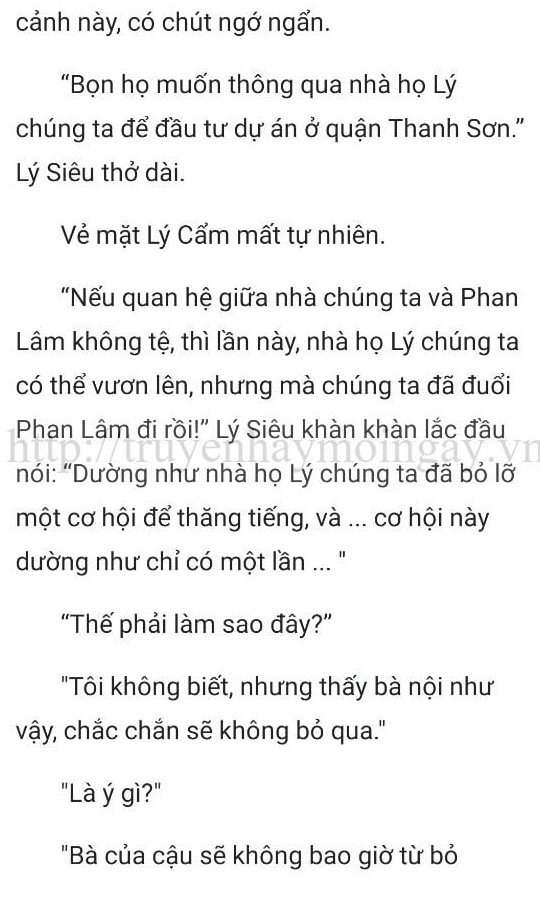 cảnh này, có chút ngớ ngẩn.
“Bọn họ muốn thông qua nhà họ Lý
chúng ta để đầu tư dự án ở quận Thanh Sơn.”
Lý Siêu thở dài.
Vẻ mặt Lý Cẩm mất tự nhiên.
“Nếu quan hệ giữa nhà chúng ta và Phan
Lâm không tệ, thì lần này, nhà họ Lý chúng ta
có thể vươn lên, nhưng mà chúng ta đã đuổi
Phan Lâm đi rồi!” Lý Siêu khàn khàn lắc đầu
http://truyenhaymoingay.vn
nói: “Dường như nhà họ Lý chúng ta đã bỏ lỡ
một cơ hội để thăng tiếng, và ... cơ hội này
dường như chỉ có một lần ... "
“Thế phải làm sao đây?”
"Tôi không biết, nhưng thấy bà nội như
vậy, chắc chắn sẽ không bỏ qua."
"Là ý gì?"
"Bà của cậu sẽ không bao giờ từ bỏ